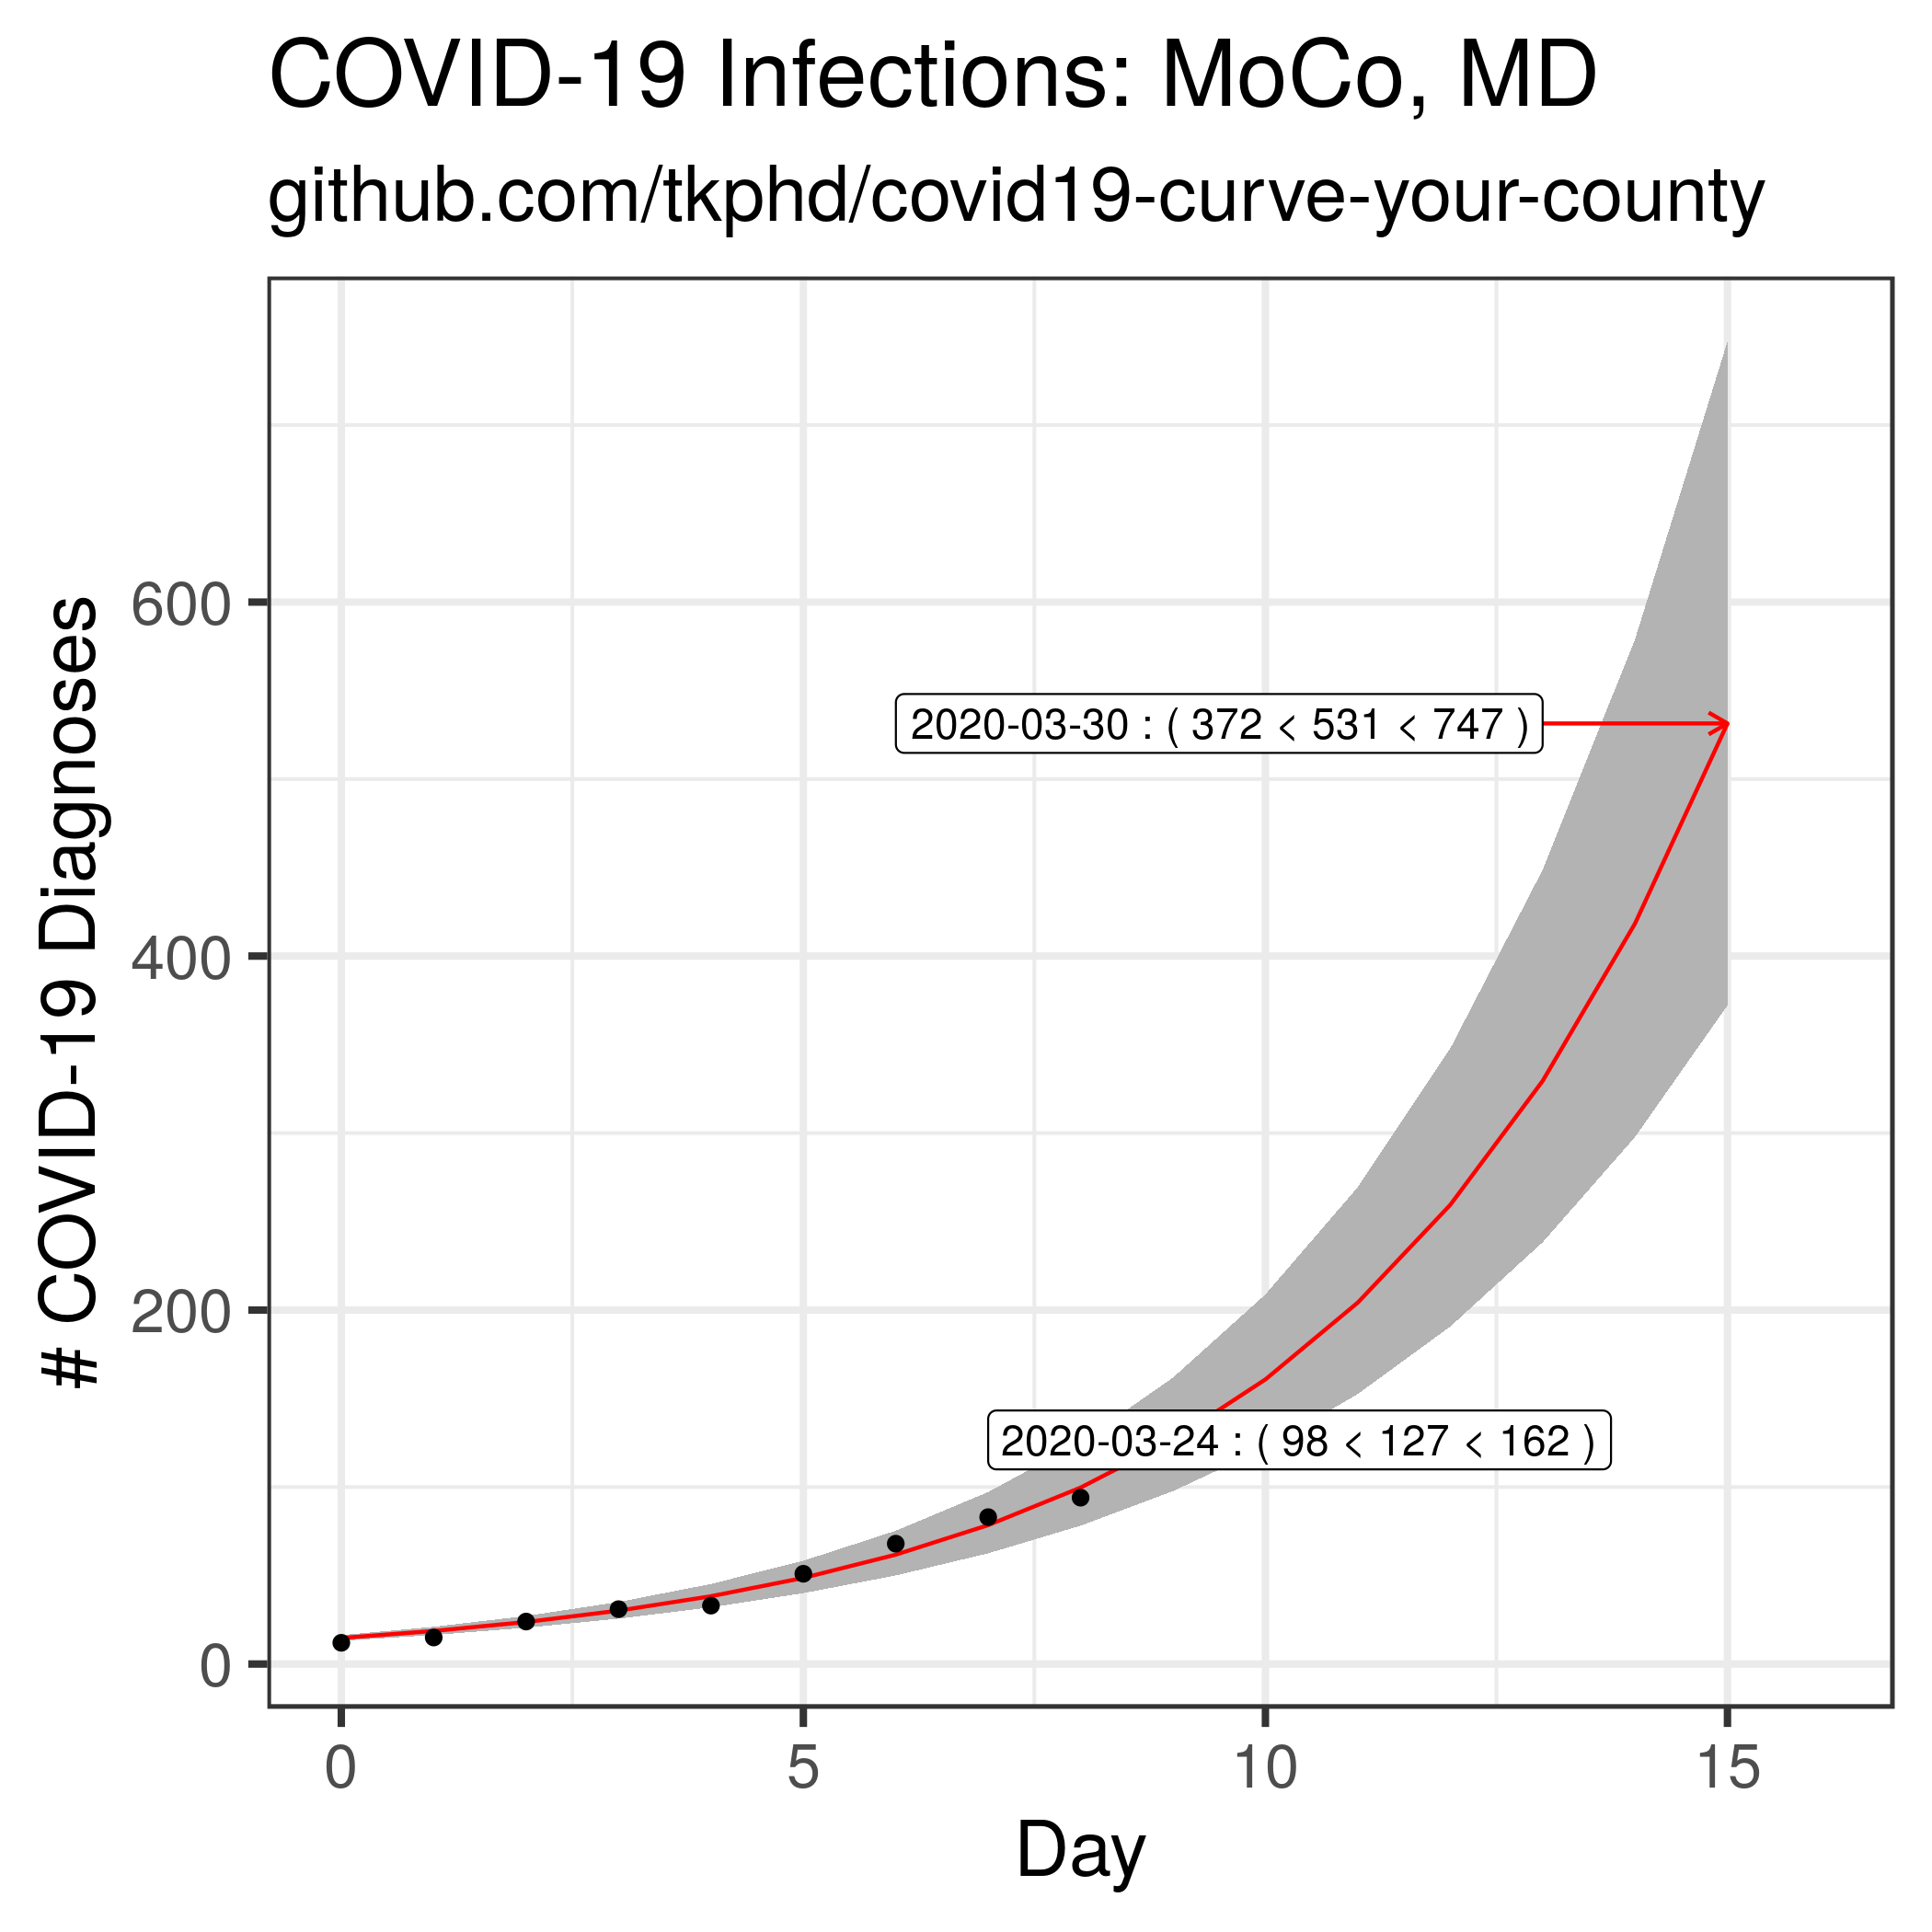 COVID-19 Infections: MoCo, MD
github.com/tkphd/covid19-curve-your-county
# COVID-19 Diagnoses
600
400
200
0
2020-03-30 : ( 372 < 531 < 747 )
2020-03-24 : ( 98 < 127 < 162 )
0
5
10
15
Day